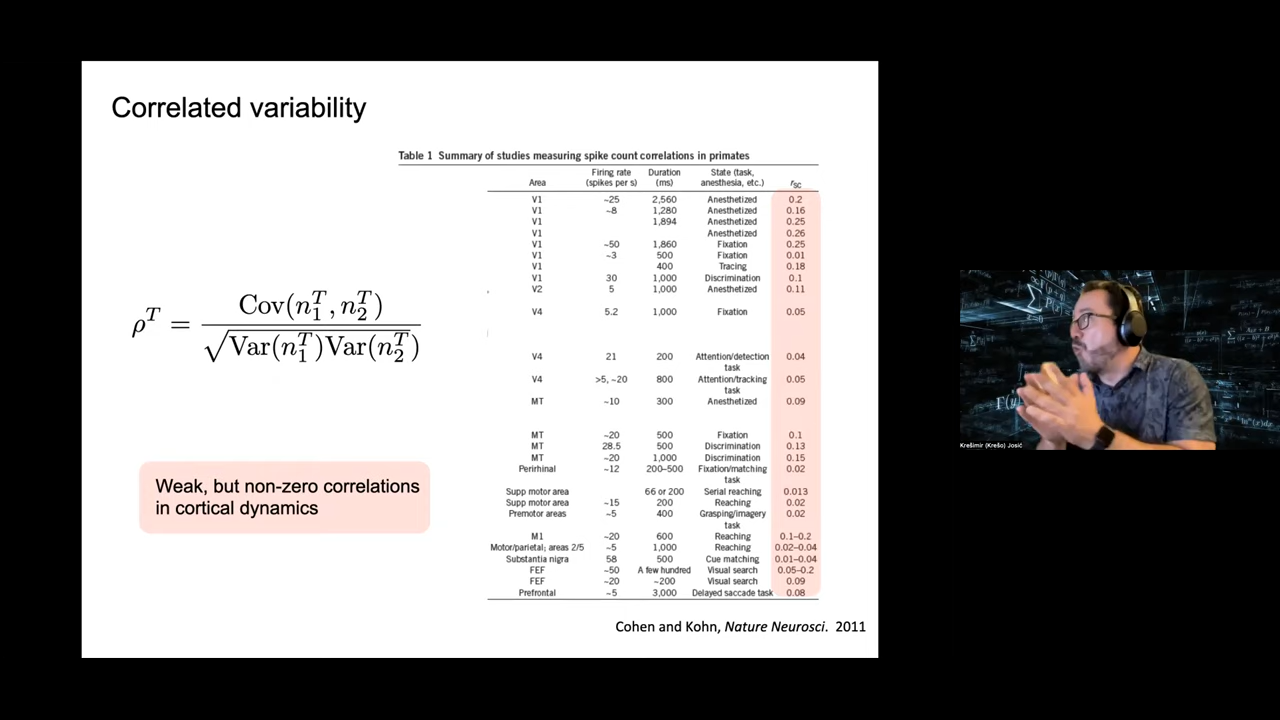 Correlated variability
Table 1 Summary of studies measuring spike count correlations in primates
Area Firing rate (spikes per s) Duration (ms) State (task, anesthesia, etc.) rSC
V1 ~25 2,560 Anesthetized 0.2
V1 ~8 1,280 Anesthetized 0.16
V1 1,894 Anesthetized 0.25
V1 Anesthetized 0.26
V1 ~50 1,860 Fixation 0.25
V1 ~3 500 Fixation 0.01
V1 400 Tracing 0.18
V1 30 1,000 Discrimination 0.1
V2 5 1,000 Anesthetized 0.11
V4 5.2 1,000 Fixation 0.05
V4 21 200 Attention/detection task 0.04
V4 >5, ~20 800 Attention/tracking task 0.05
MT ~10 300 Anesthetized 0.09
MT ~20 500 Fixation 0.1
MT 28.5 500 Discrimination 0.13
MT ~20 1,000 Discrimination 0.15
Perirhinal ~12 200–500 Fixation/matching task 0.02
Supp motor area 66 or 200 Serial reaching 0.013
Supp motor area ~15 200 Reaching 0.02
Premotor areas ~5 400 Grasping/imagery task 0.02
M1 ~20 600 Reaching 0.1–0.2
Motor/parietal; areas 2/5 ~5 1,000 Reaching 0.02–0.04
Substantia nigra 58 500 Cue matching 0.01–0.04
FEF ~50 A few hundred Visual search 0.05–0.2
FEF ~20 ~200 Visual search 0.09
Prefrontal ~5 3,000 Delayed saccade task 0.08
ρ^T = Cov(n_1^T, n_2^T) / √Var(n_1^T)Var(n_2^T)
Weak, but non-zero correlations
in cortical dynamics
Cohen and Kohn, Nature Neurosci. 2011
Krešimir (Krešo) Josić